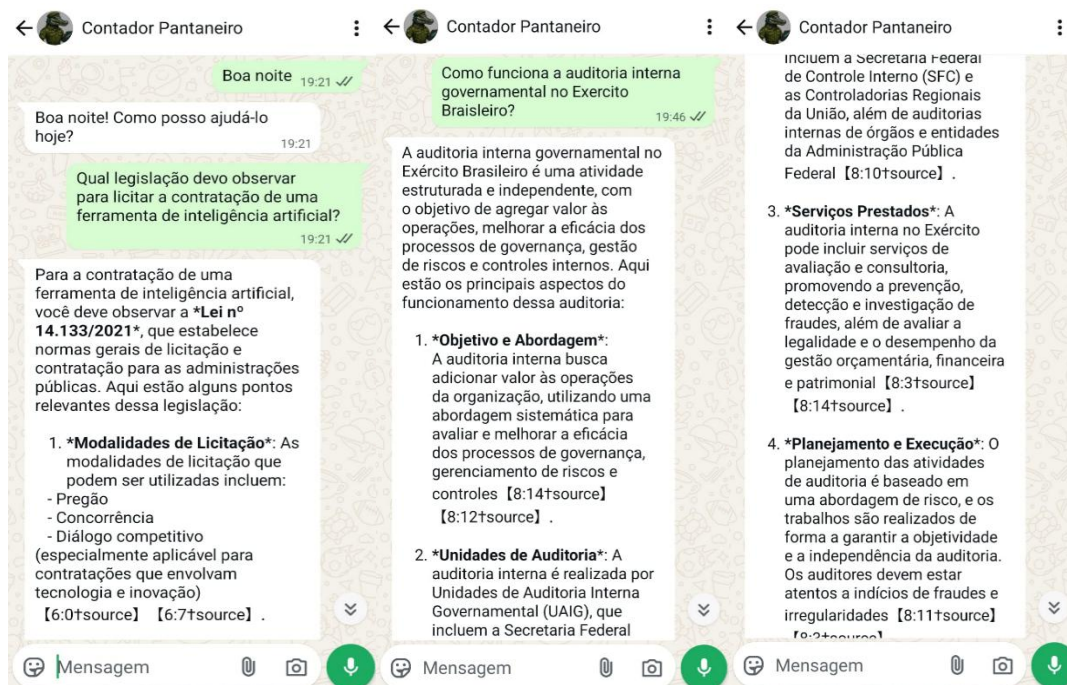 Contador Pantaneiro
Boa noite 19:21
Boa noite! Como posso ajudá-lo
hoje?
19:21
Qual legislação devo observar
para licitar a contratação de uma
ferramenta de inteligência artificial?
19:21
Para a contratação de uma
ferramenta de inteligência artificial,
você deve observar a *Lei nº
14.133/2021*, que estabelece
normas gerais de licitação e
contratação para as administrações
públicas. Aqui estão alguns pontos
relevantes dessa legislação:
1. *Modalidades de Licitação*: As
modalidades de licitação que
podem ser utilizadas incluem:
- Pregão
- Concorrência
- Diálogo competitivo
(especialmente aplicável para
contratações que envolvam
tecnologia e inovação)
【6:0†source】 【6:7†source】.
Mensagem
Contador Pantaneiro
Como funciona a auditoria interna
governamental no Exercito
Braisleiro?
19:46
A auditoria interna governamental no
Exército Brasileiro é uma atividade
estruturada e independente, com
o objetivo de agregar valor às
operações, melhorar a eficácia dos
processos de governança, gestão
de riscos e controles internos. Aqui
estão os principais aspectos do
funcionamento dessa auditoria:
1. *Objetivo e Abordagem*:
A auditoria interna busca
adicionar valor às operações
da organização, utilizando uma
abordagem sistemática para
avaliar e melhorar a eficácia
dos processos de governança,
gerenciamento de riscos e
controles【8:14†source】
【8:12†source】.
2. *Unidades de Auditoria*: A
auditoria interna é realizada por
Unidades de Auditoria Interna
Governamental (UAIG), que
incluem a Secretaria Federal
Mensagem
Contador Pantaneiro
incluem a Secretaria Federal
de Controle Interno (SFC) e
as Controladorias Regionais
da União, além de auditorias
internas de órgãos e entidades
da Administração Pública
Federal【8:10†source】.
3. *Serviços Prestados*: A
auditoria interna no Exército
pode incluir serviços de
avaliação e consultoria,
promovendo a prevenção,
detecção e investigação de
fraudes, além de avaliar a
legalidade e o desempenho da
gestão orçamentária, financeira
e patrimonial【8:3†source】
【8:14†source】.
4. *Planejamento e Execução*: O
planejamento das atividades
de auditoria é baseado em
uma abordagem de risco, e os
trabalhos são realizados de
forma a garantir a objetividade
e a independência da auditoria.
Os auditores devem estar
atentos a indícios de fraudes e
irregularidades【8:11†source】
Mensagem